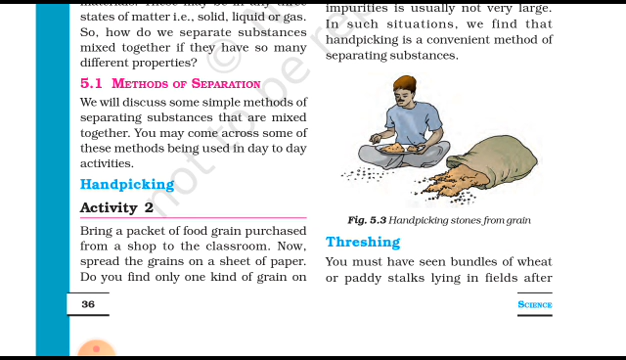 materials. These may be in any three
states of matter i.e., solid, liquid or gas.
So, how do we separate substances
mixed together if they have so many
different properties?
5.1 METHODS OF SEPARATION
We will discuss some simple methods of
separating substances that are mixed
together. You may come across some of
these methods being used in day to day
activities.
Handpicking
Activity 2
Bring a packet of food grain purchased
from a shop to the classroom. Now,
spread the grains on a sheet of paper.
Do you find only one kind of grain on
36
impurities is usually not very large.
In such situations, we find that
handpicking is a convenient method of
separating substances.
Fig. 5.3 Handpicking stones from grain
Threshing
You must have seen bundles of wheat
or paddy stalks lying in fields after
SCIENCE
©
not to be re